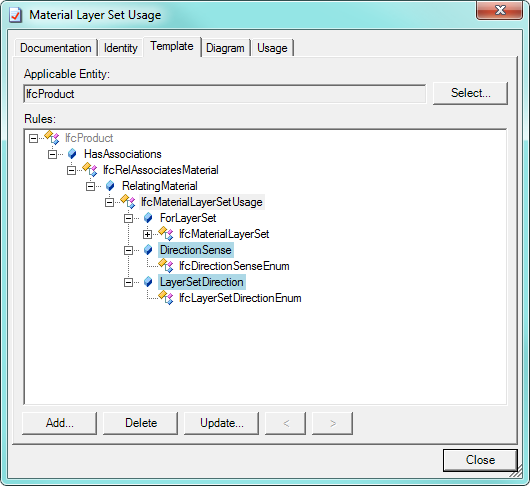 Material Layer Set Usage
Documentation Identity Template Diagram Usage
Applicable Entity:
IfcProduct Select...
Rules:
IfcProduct
HasAssociations
IfcRelAssociatesMaterial
RelatingMaterial
IfcMaterialLayerSetUsage
ForLayerSet
IfcMaterialLayerSet
DirectionSense
IfcDirectionSenseEnum
LayerSetDirection
IfcLayerSetDirectionEnum
Add... Delete Update... < >
Close